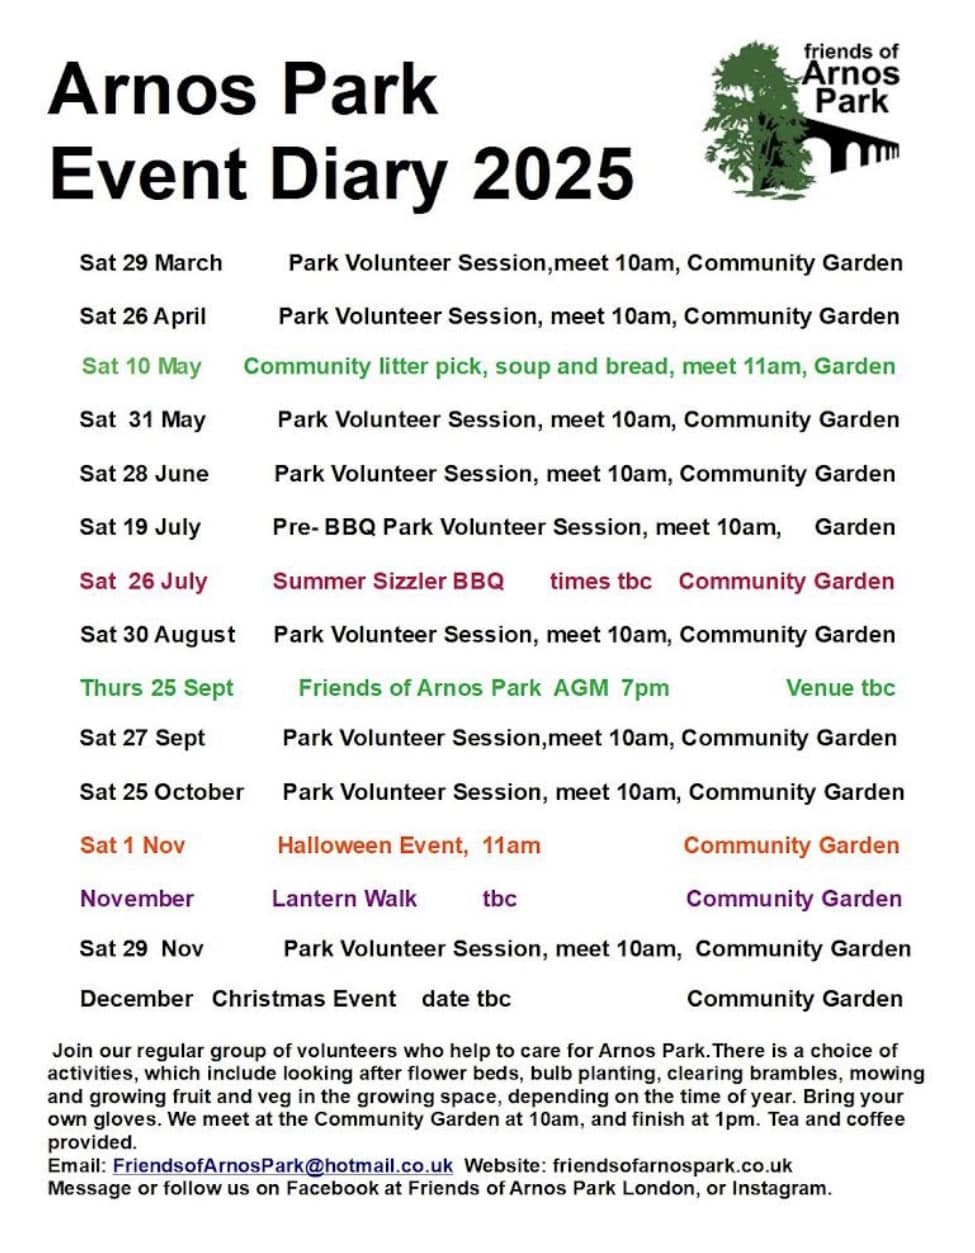 Arnos Park
Event Diary 2025
friends of
Arnos
Park
Sat 29 March Park Volunteer Session,meet 10am, Community Garden
Sat 26 April Park Volunteer Session, meet 10am, Community Garden
Sat 10 May Community litter pick, soup and bread, meet 11am, Garden
Sat 31 May Park Volunteer Session, meet 10am, Community Garden
Sat 28 June Park Volunteer Session, meet 10am, Community Garden
Sat 19 July Pre- BBQ Park Volunteer Session, meet 10am, Garden
Sat 26 July Summer Sizzler BBQ times tbc Community Garden
Sat 30 August Park Volunteer Session, meet 10am, Community Garden
Thurs 25 Sept Friends of Arnos Park AGM 7pm Venue tbc
Sat 27 Sept Park Volunteer Session,meet 10am, Community Garden
Sat 25 October Park Volunteer Session, meet 10am, Community Garden
Sat 1 Nov Halloween Event, 11am Community Garden
November Lantern Walk tbc Community Garden
Sat 29 Nov Park Volunteer Session, meet 10am, Community Garden
December Christmas Event date tbc Community Garden
Join our regular group of volunteers who help to care for Arnos Park.There is a choice of
activities, which include looking after flower beds, bulb planting, clearing brambles, mowing
and growing fruit and veg in the growing space, depending on the time of year. Bring your
own gloves. We meet at the Community Garden at 10am, and finish at 1pm. Tea and coffee
provided.
Email: FriendsofArnosPark@hotmail.co.uk Website: friendsofarnospark.co.uk
Message or follow us on Facebook at Friends of Arnos Park London, or Instagram.